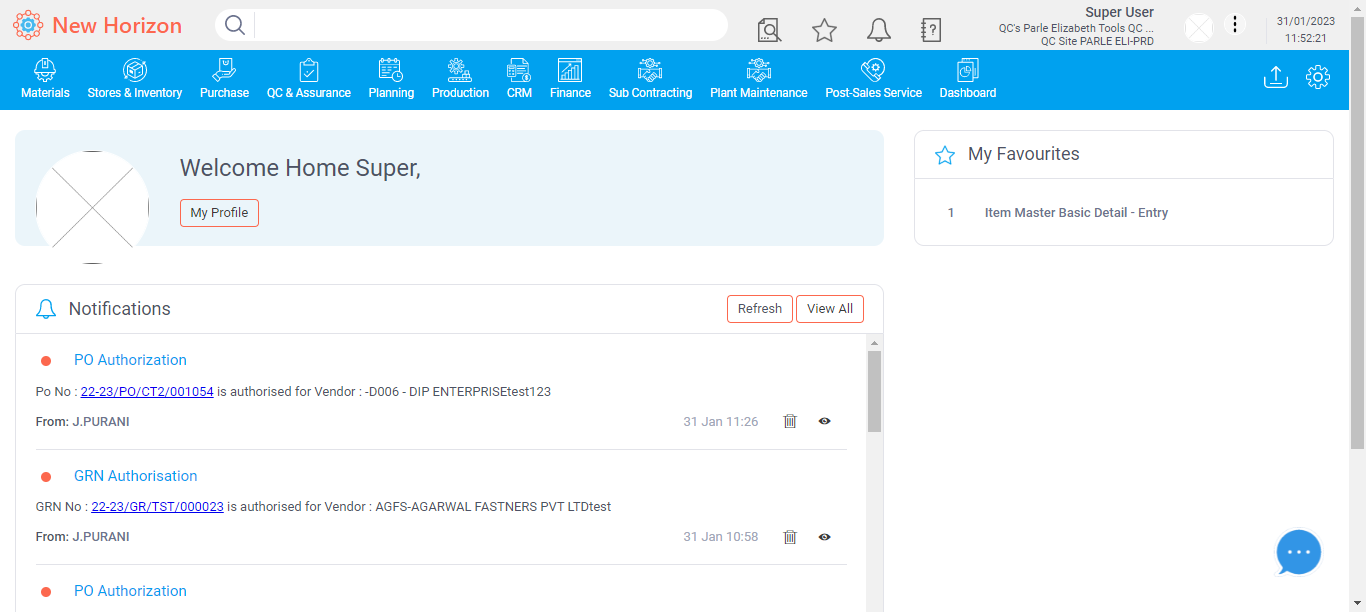 New Horizon
Super User
QC's Parle Elizabeth Tools QC ...
QC Site PARLE ELI-PRD
31/01/2023
11:52:21
Materials
Stores & Inventory
Purchase
QC & Assurance
Planning
Production
CRM
Finance
Sub Contracting
Plant Maintenance
Post-Sales Service
Dashboard
Welcome Home Super,
My Profile
My Favourites
1 Item Master Basic Detail - Entry
Notifications
Refresh
View All
PO Authorization
Po No : 22-23/PO/CT2/001054 is authorised for Vendor : -D006 - DIP ENTERPRISEtest123
From: J.PURANI 31 Jan 11:26
GRN Authorisation
GRN No : 22-23/GR/TST/000023 is authorised for Vendor : AGFS-AGARWAL FASTNERS PVT LTDtest
From: J.PURANI 31 Jan 10:58
PO Authorization